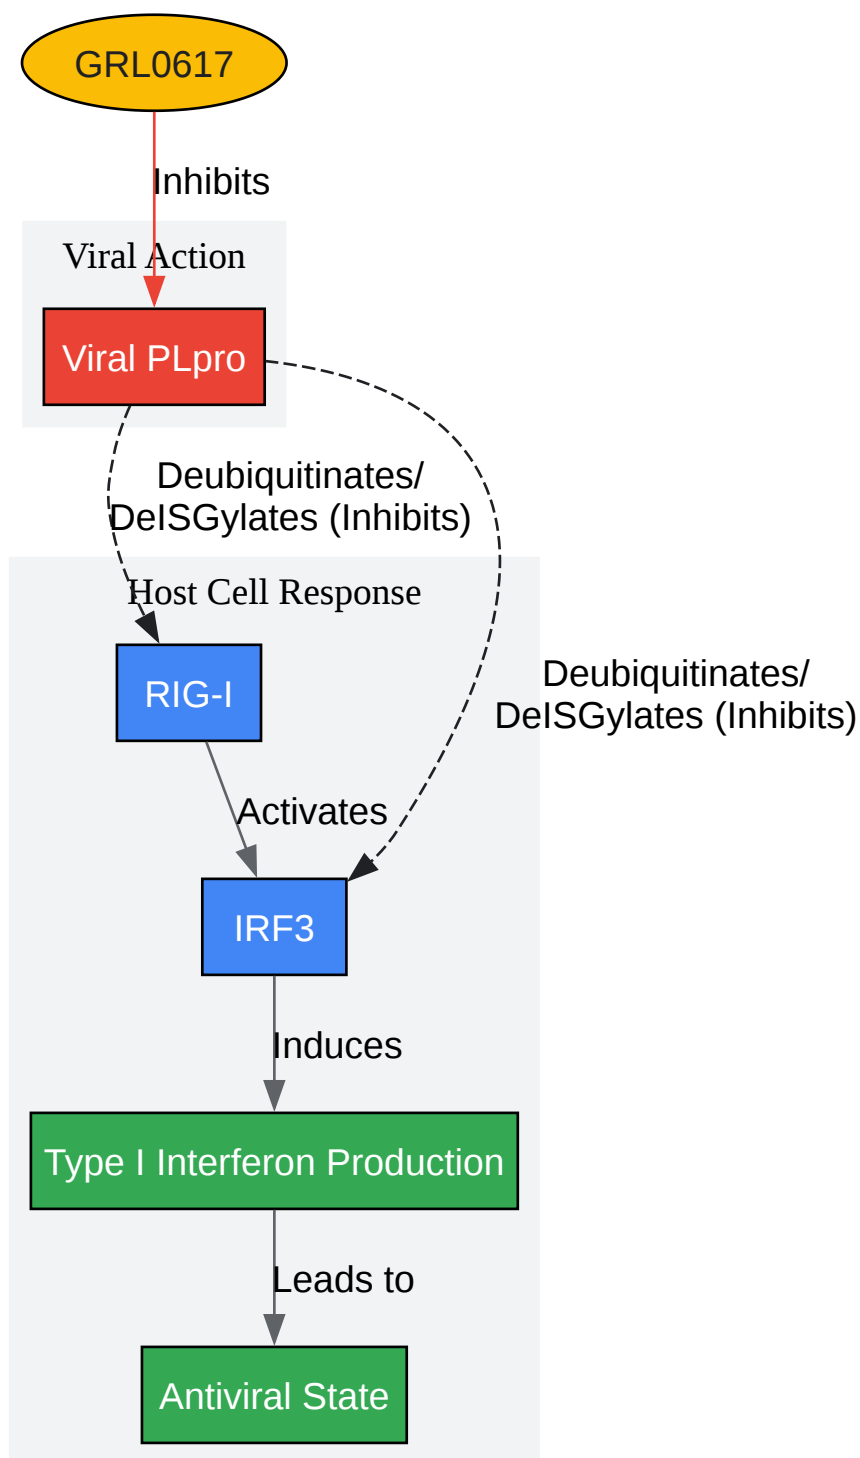 GRL0617
Inhibits
Viral Action
Viral PLpro
Deubiquitinates/
DeISGylates (Inhibits)
Host Cell Response
RIG-I
Deubiquitinates/
DeISGylates (Inhibits)
Activates
IRF3
Induces
Type I Interferon Production
Leads to
Antiviral State